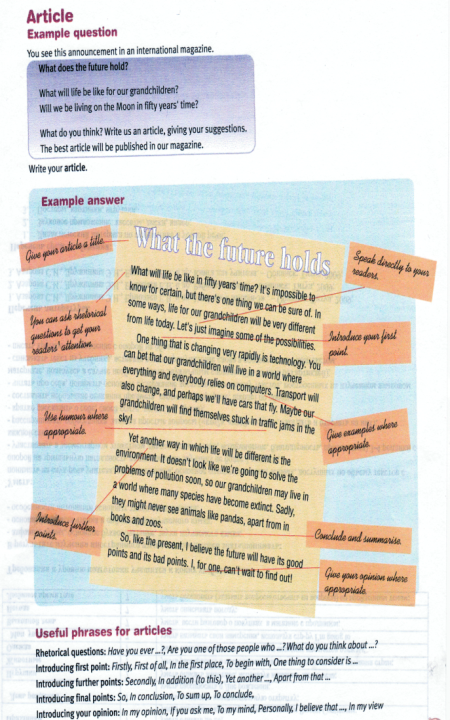 Article
Example question
You see this announcement in an international magazine.
What does the future hold?
What will life be like for our grandchildren?
Will we be living on the Moon in fifty years' time?
What do you think? Write us an article, giving your suggestions.
The best article will be published in our magazine.
Write your article.
Example answer
Give your article a title.
What the future holds
Speak directly to your
readers.
What will life be like in fifty years' time? It's impossible to
know for certain, but there's one thing we can be sure of. In
some ways, life for our grandchildren will be very different
from life today. Let's just imagine some of the possibilities.
You can ask rhetorical
questions to get your
readers' attention.
Introduce your first
point.
One thing that is changing very rapidly is technology. You
can bet that our grandchildren will live in a world where
everything and everybody relies on computers. Transport will
also change, and perhaps we'll have cars that fly. Maybe our
grandchildren will find themselves stuck in traffic jams in the
sky!
Use humour where
appropriate.
Give examples where
appropriate.
Yet another way in which life will be different is the
environment. It doesn't look like we're going to solve the
problems of pollution soon, so our grandchildren may live in
a world where many species have become extinct. Sadly,
they might never see animals like pandas, apart from in
books and zoos.
Introduce further
points.
Conclude and summarise.
So, like the present, I believe the future will have its good
points and its bad points. I, for one, can't wait to find out!
Give your opinion where
appropriate.
Useful phrases for articles
Rhetorical questions: Have you ever ...?, Are you one of those people who ...? What do you think about ...?
Introducing first point: Firstly, First of all, In the first place, To begin with, One thing to consider is ...
Introducing further points: Secondly, In addition (to this), Yet another ..., Apart from that ...
Introducing final points: So, In conclusion, To sum up, To conclude,
Introducing your opinion: In my opinion, If you ask me, To my mind, Personally, I believe that ..., In my view